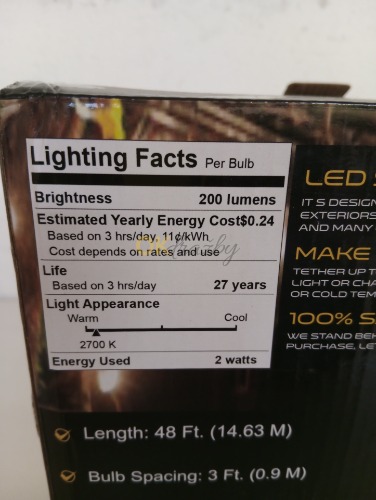 Lighting Facts Per Bulb
Brightness 200 lumens
Estimated Yearly Energy Cost$0.24
Based on 3 hrs/day, 11¢/kWh
Cost depends on rates and use
Life
Based on 3 hrs/day 27 years
Light Appearance
Warm Cool
2700 K
Energy Used 2 watts
LED
IT S DESIGN
EXTERIORS
AND MANY
MAKE
TETHER UP T
LIGHT OR CHA
OR COLD TEM
100% S
WE STAND BEH
PURCHASE, LET
Length: 48 Ft. (14.63 M)
Bulb Spacing: 3 Ft. (0.9 M)